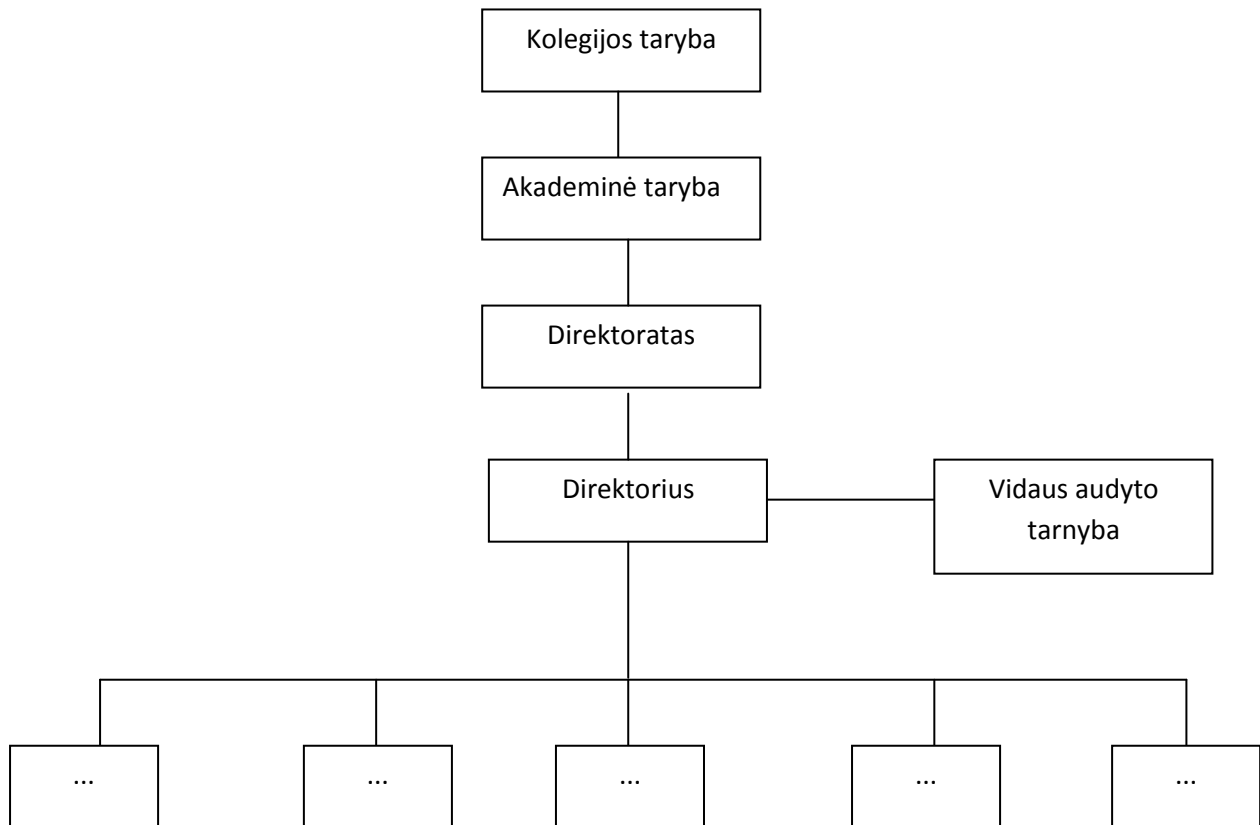 Kolegijos taryba
Akademinė taryba
Direktoratas
Direktorius
Vidaus audyto
tarnyba
...
...
...
...
...